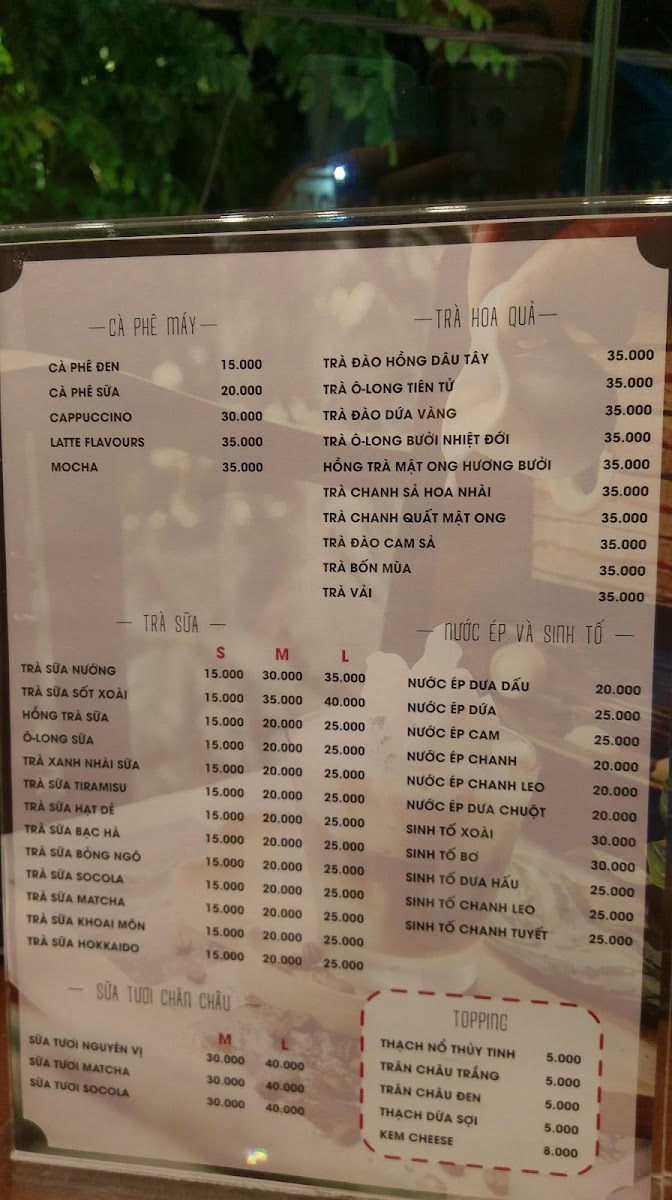 —CÀ PHÊ MÁY—
CÀ PHÊ ĐEN 15.000
CÀ PHÊ SỮA 20.000
CAPPUCCINO 30.000
LATTE FLAVOURS 35.000
MOCHA 35.000
—TRÀ HOA QUẢ—
TRÀ ĐÀO HỒNG DÂU TÂY 35.000
TRÀ Ô-LONG TIÊN TỬ 35.000
TRÀ ĐÀO DỨA VÀNG 35.000
TRÀ Ô-LONG BƯỞI NHIỆT ĐỚI 35.000
HỒNG TRÀ MẬT ONG HƯƠNG BƯỞI 35.000
TRÀ CHANH SẢ HOA NHÀI 35.000
TRÀ CHANH QUẤT MẬT ONG 35.000
TRÀ ĐÀO CAM SẢ 35.000
TRÀ BỐN MÙA 35.000
TRÀ VẢI 35.000
— TRÀ SỮA —
S M L
TRÀ SỮA NƯỚNG 15.000 30.000 35.000
TRÀ SỮA SỐT XOÀI 15.000 35.000 40.000
HỒNG TRÀ SỮA 15.000 20.000 25.000
Ô-LONG SỮA 15.000 20.000 25.000
TRÀ XANH NHÀI SỮA 15.000 20.000 25.000
TRÀ SỮA TIRAMISU 15.000 20.000 25.000
TRÀ SỮA HẠT DẺ 15.000 20.000 25.000
TRÀ SỮA BẠC HÀ 15.000 20.000 25.000
TRÀ SỮA BỎNG NGÔ 15.000 20.000 25.000
TRÀ SỮA SOCOLA 15.000 20.000 25.000
TRÀ SỮA MATCHA 15.000 20.000 25.000
TRÀ SỮA KHOAI MÔN 15.000 20.000 25.000
TRÀ SỮA HOKKAIDO 15.000 20.000 25.000
— NƯỚC ÉP VÀ SINH TỐ —
NƯỚC ÉP DƯA DẤU 20.000
NƯỚC ÉP DỨA 25.000
NƯỚC ÉP CAM 25.000
NƯỚC ÉP CHANH 20.000
NƯỚC ÉP CHANH LEO 20.000
NƯỚC ÉP DƯA CHUỘT 20.000
SINH TỐ XOÀI 30.000
SINH TỐ BƠ 30.000
SINH TỐ DƯA HẤU 25.000
SINH TỐ CHANH LEO 25.000
SINH TỐ CHANH TUYẾT 25.000
— SỮA TƯƠI CHÂN CHÂU —
M L
SỮA TƯƠI NGUYÊN VỊ 30.000 40.000
SỮA TƯƠI MATCHA 30.000 40.000
SỮA TƯƠI SOCOLA 30.000 40.000
TOPPING
THẠCH NỔ THỦY TINH 5.000
TRÂN CHÂU TRẮNG 5.000
TRÂN CHÂU ĐEN 5.000
THẠCH DỪA SỢI 5.000
KEM CHEESE 8.000